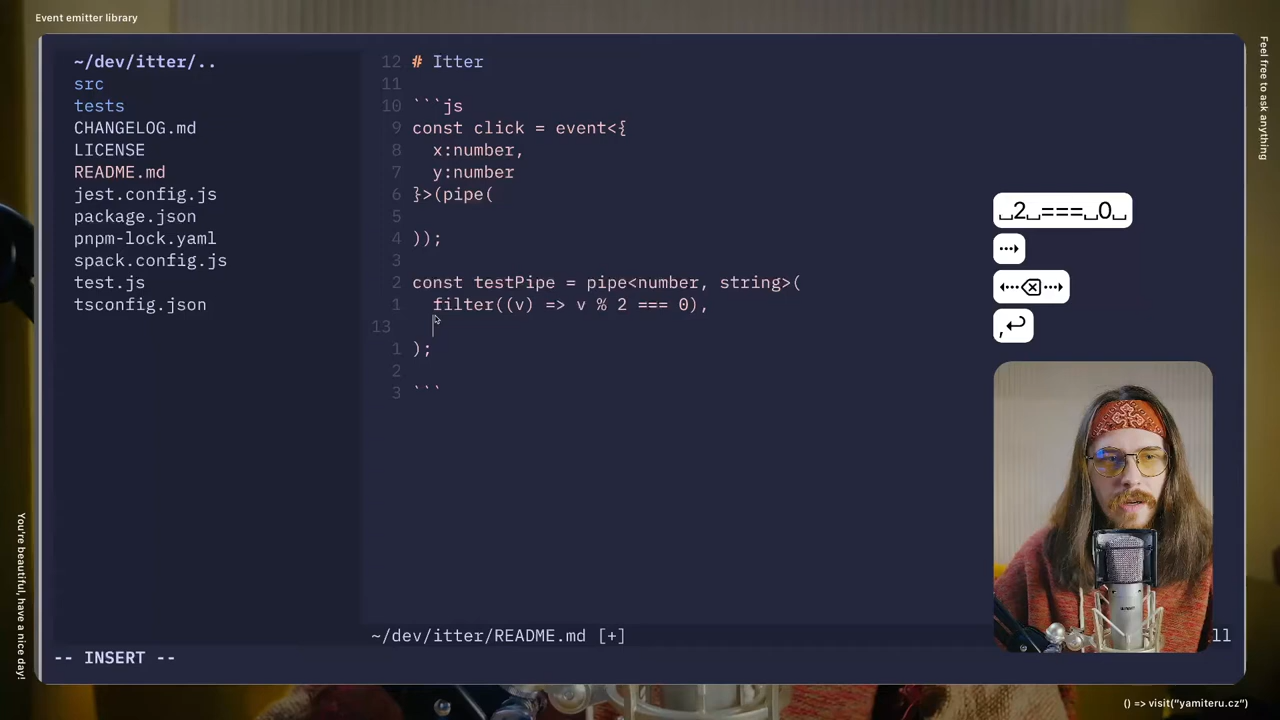 Event emitter library
Feel free to ask anything
~/dev/itter/..
src
tests
CHANGELOG.md
LICENSE
README.md
jest.config.js
package.json
pnpm-lock.yaml
spack.config.js
test.js
tsconfig.json
12 # Itter
11
10 ```js
9 const click = event<{
8   x:number,
7   y:number
6 }>(pipe(
5
4 ));
3
2 const testPipe = pipe<number, string>(
1   filter((v) => v % 2 === 0),
13
1 );
2
3 ```
␣2␣===␣0␣
,
~/dev/itter/README.md [+]
ll
-- INSERT --
You're beautiful, have a nice day!
() => visit("yamiteru.cz")